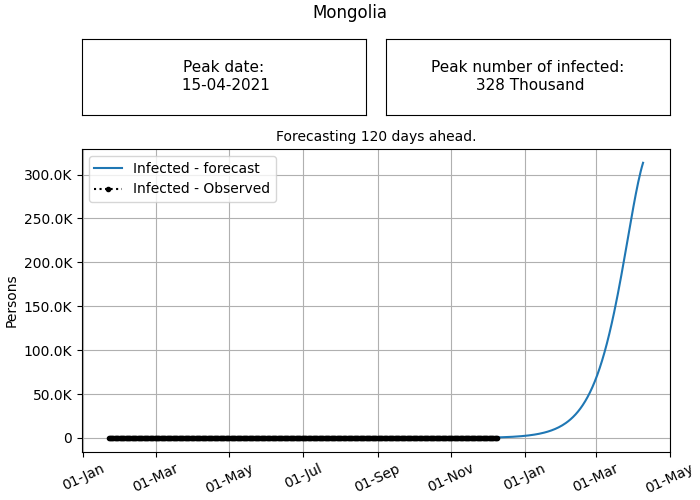 Mongolia
Peak date:
15-04-2021
Peak number of infected:
328 Thousand
Forecasting 120 days ahead.
Infected - forecast
Infected - Observed
Persons
300.0K
250.0K
200.0K
150.0K
100.0K
50.0K
0
01-Jan
01-Mar
01-May
01-Jul
01-Sep
01-Nov
01-Jan
01-Mar
01-May